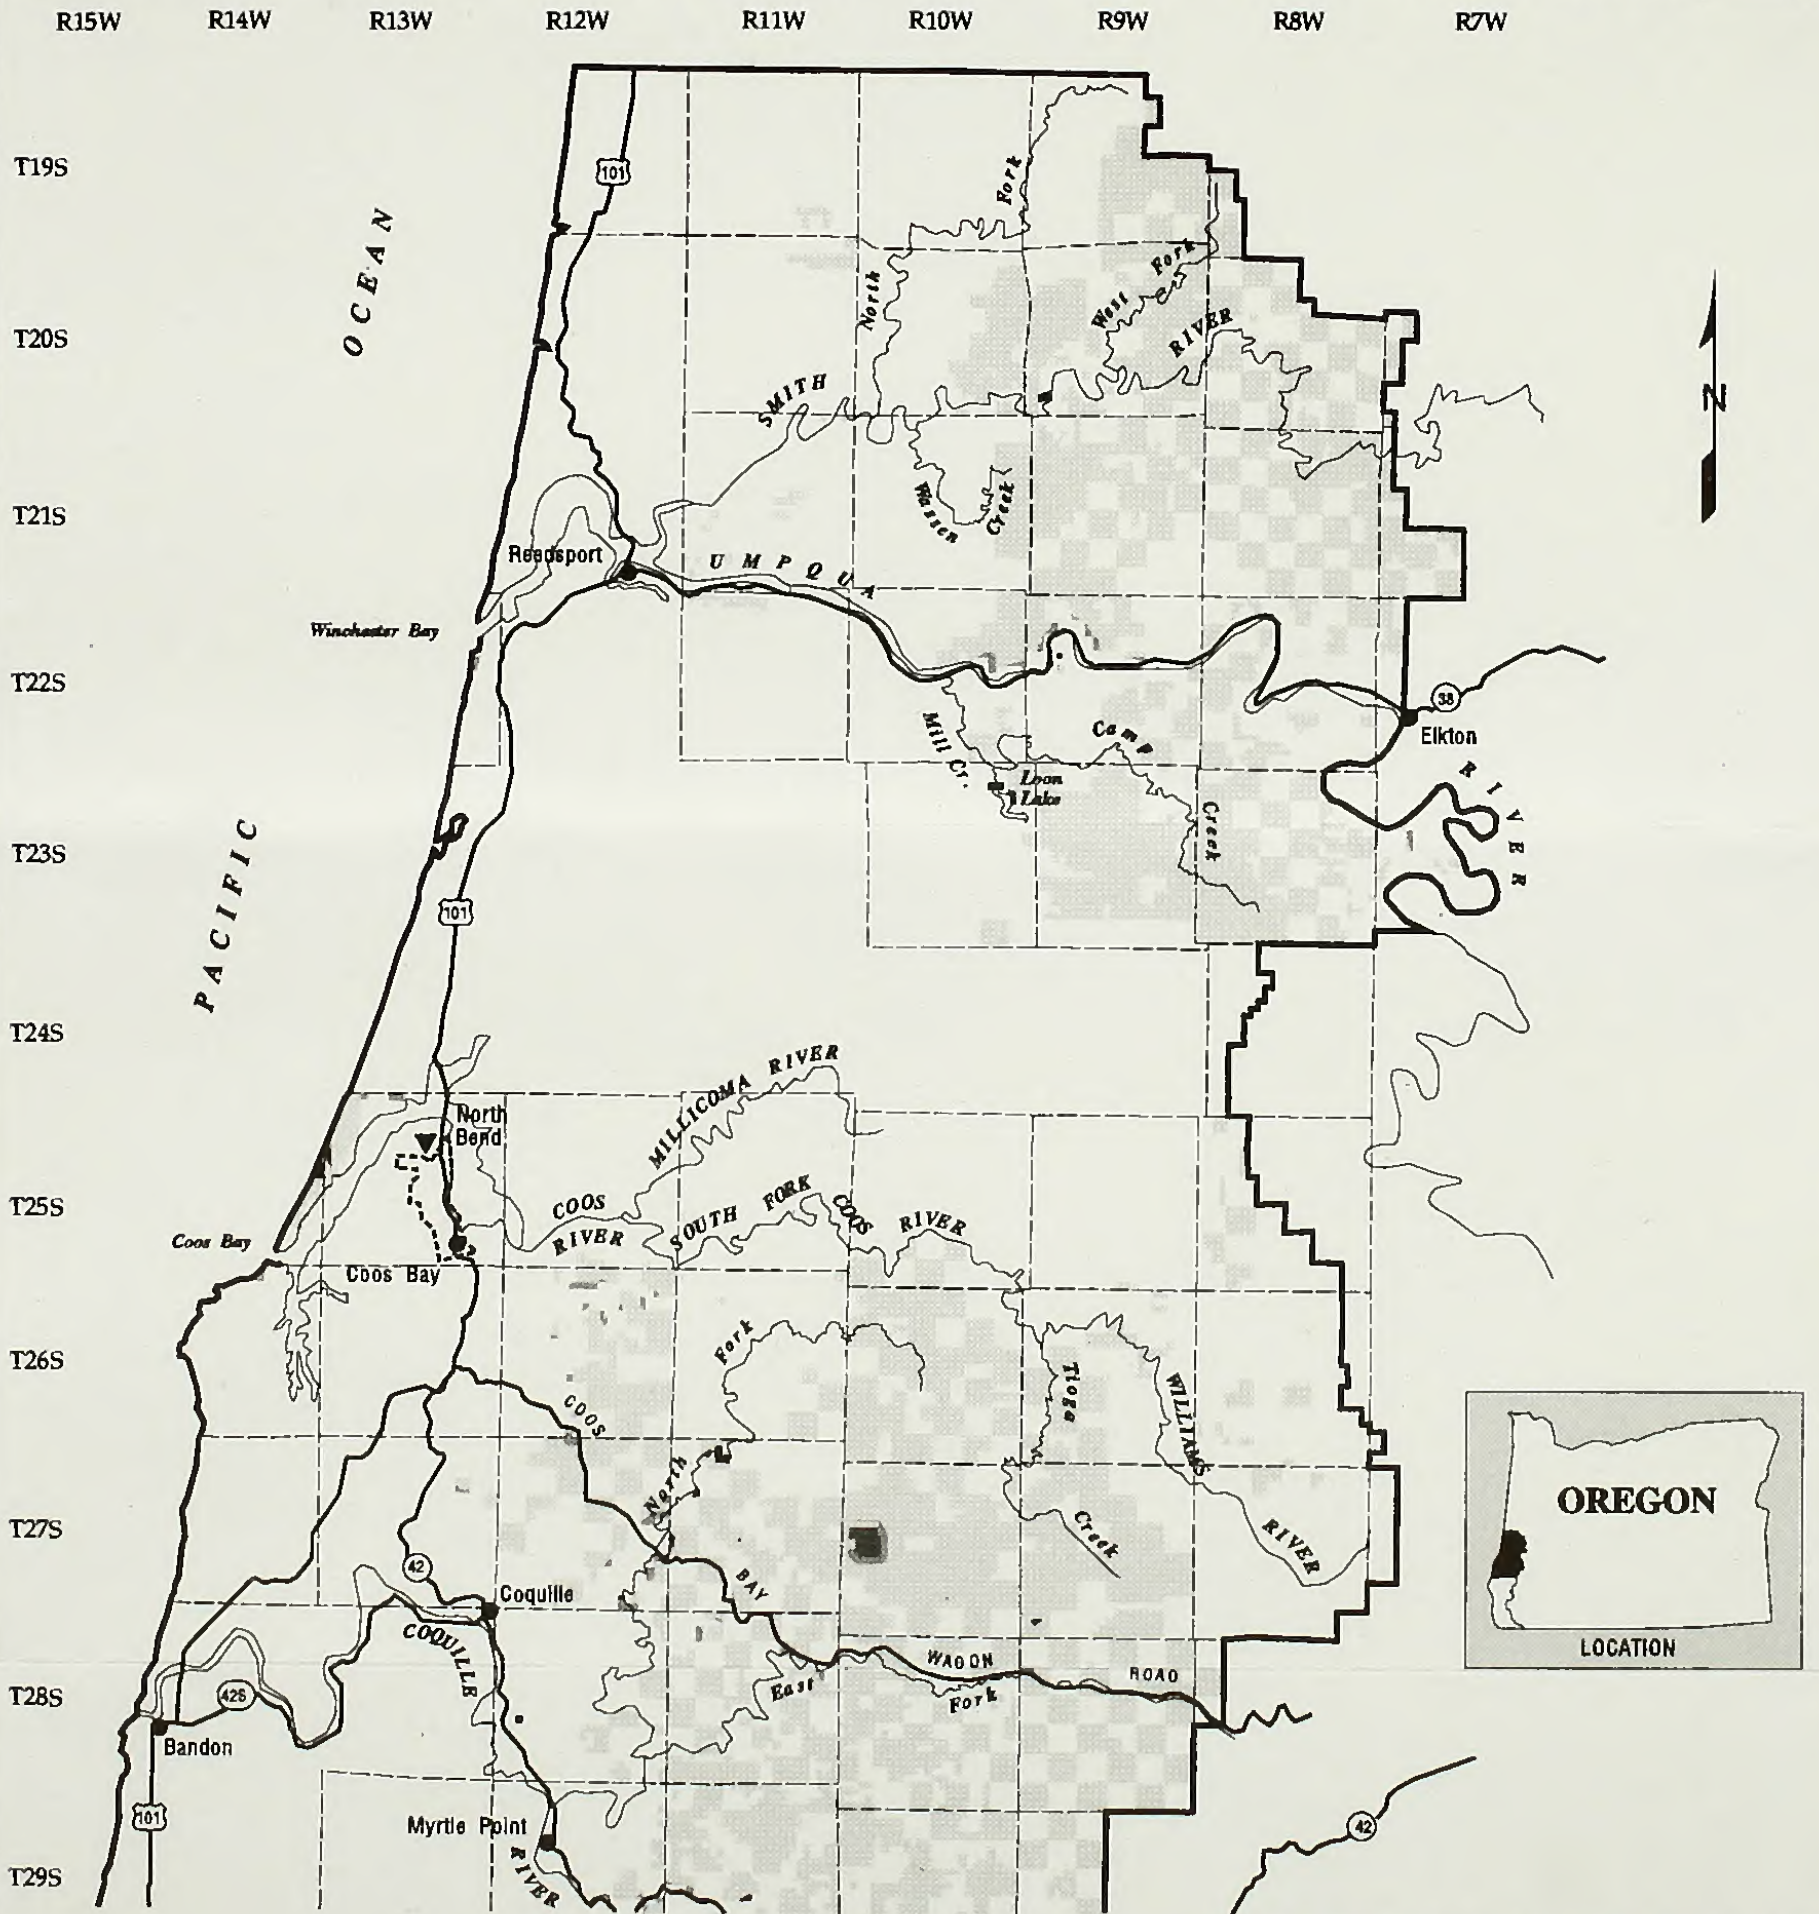 R15W R14W R13W R12W R11W R10W R9W R8W R7W
T19S
101
Fork
OCEAN
West Fork
North
T20S
RIVER
SMITH
N
T21S
Wassen Creek
Reedsport
UMPQUA
Winchester Bay
T22S
38
Elkton
Mill Cr.
Camp
Creek
Loon
Lake
RIVER
T23S
101
PACIFIC
T24S
MILLICOMA RIVER
North
Bend
T25S
COOS
RIVER
SOUTH FORK
COOS RIVER
Coos Bay
Coos Bay
T26S
Fork
Tioga
WILLIAMS
COOS
North
OREGON
T27S
Creek
RIVER
42
BAY
Coquille
COQUILLE
LOCATION
WAGON
ROAD
T28S
42S
East
Fork
Bandon
101
Myrtle Point
42
T29S
RIVER